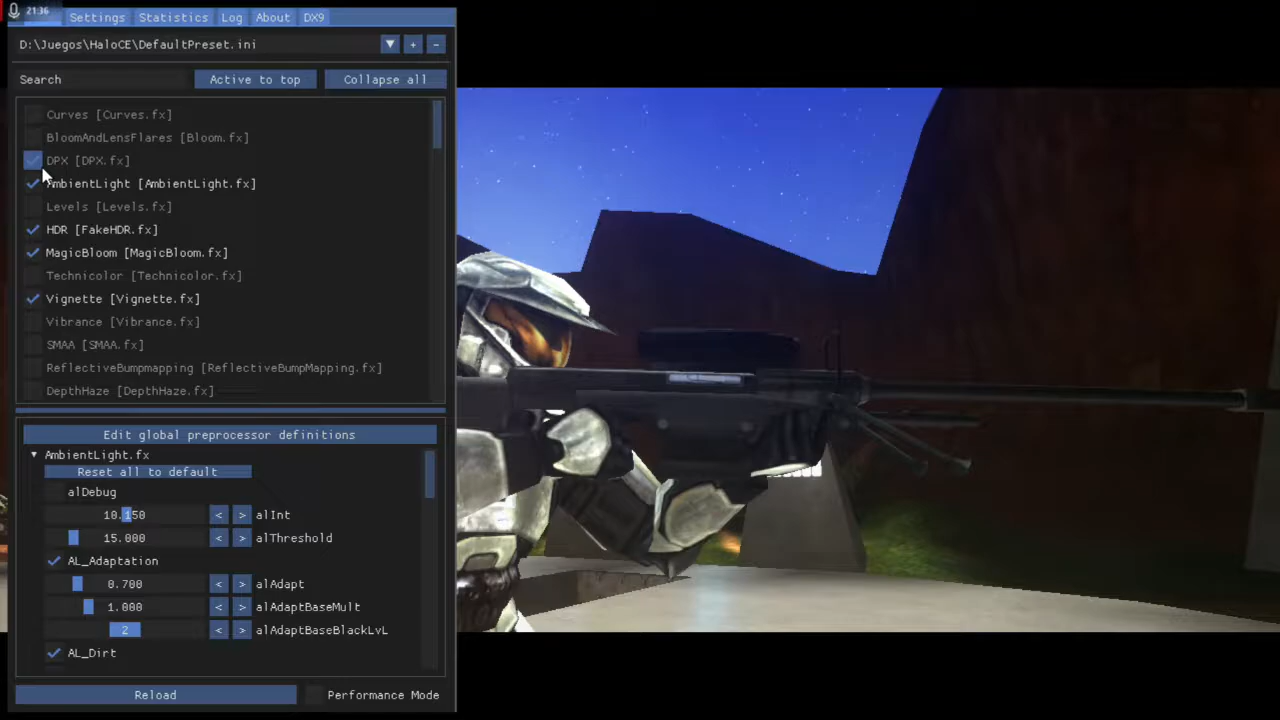 2136
Settings Statistics Log About DX9
D:\Juegos\HaloCE\DefaultPreset.ini ▼ + -
Search Active to top Collapse all
Curves [Curves.fx]
BloomAndLensFlares [Bloom.fx]
DPX [DPX.fx]
AmbientLight [AmbientLight.fx]
Levels [Levels.fx]
HDR [FakeHDR.fx]
MagicBloom [MagicBloom.fx]
Technicolor [Technicolor.fx]
Vignette [Vignette.fx]
Vibrance [Vibrance.fx]
SMAA [SMAA.fx]
ReflectiveBumpmapping [ReflectiveBumpMapping.fx]
DepthHaze [DepthHaze.fx]
Edit global preprocessor definitions
▼ AmbientLight.fx
Reset all to default
alDebug
10.150 < > alInt
15.000 < > alThreshold
AL_Adaptation
0.700 < > alAdapt
1.000 < > alAdaptBaseMult
2 < > alAdaptBaseBlackLvL
AL_Dirt
Reload Performance Mode